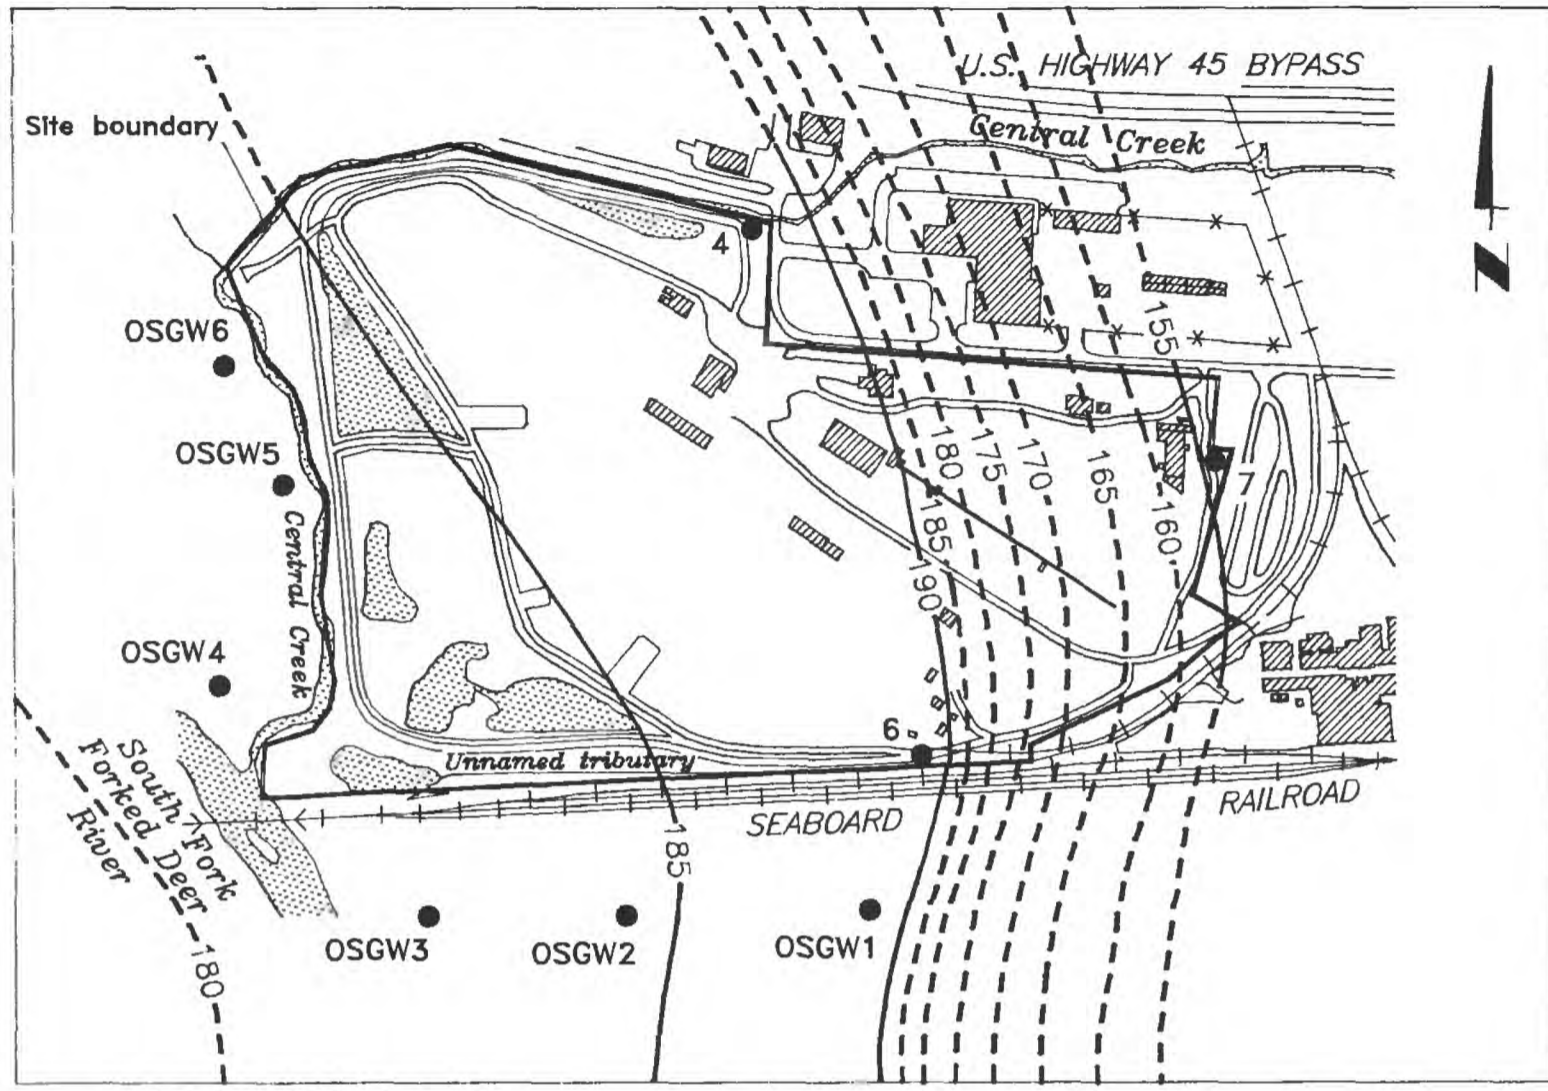 U.S. HIGHWAY 45 BYPASS
Site boundary
Central Creek
N
4
OSGW6
155
OSGW5
180
175
170
165
160
7
185
190
Central Creek
OSGW4
6
Unnamed tributary
South Fork
Forked Deer
River
SEABOARD
RAILROAD
185
OSGW3
OSGW2
OSGW1
180